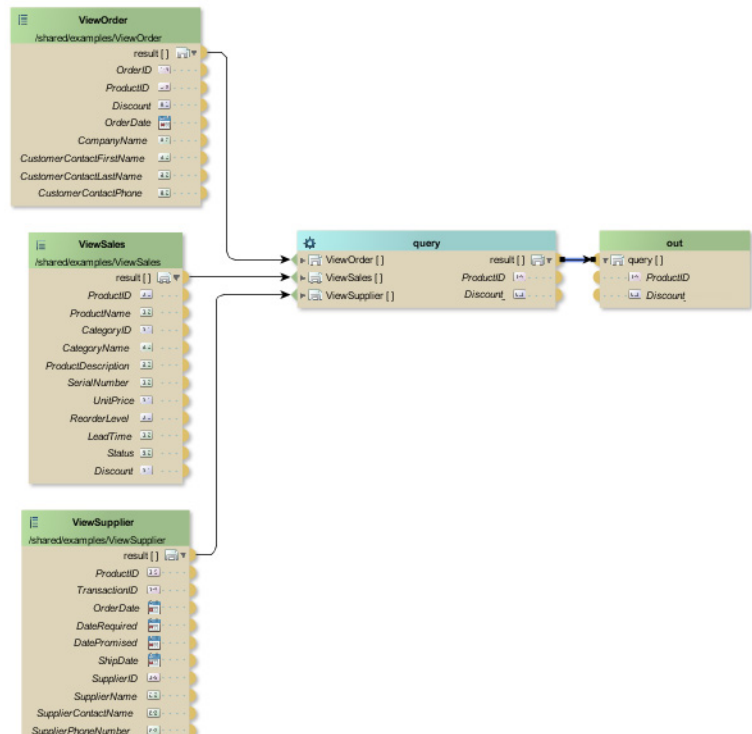 ViewOrder
/shared/examples/ViewOrder
result [ ]
OrderID
ProductID
Discount
OrderDate
CompanyName
CustomerContactFirstName
CustomerContactLastName
CustomerContactPhone
ViewSales
/shared/examples/ViewSales
result [ ]
ProductID
ProductName
CategoryID
CategoryName
ProductDescription
SerialNumber
UnitPrice
ReorderLevel
LeadTime
Status
Discount
ViewSupplier
/shared/examples/ViewSupplier
result [ ]
ProductID
TransactionID
OrderDate
DateRequired
DatePromised
ShipDate
SupplierID
SupplierName
SupplierContactName
SupplierPhoneNumber
query
ViewOrder [ ]
ViewSales [ ]
ViewSupplier [ ]
result [ ]
ProductID
Discount_
out
query [ ]
ProductID
Discount_